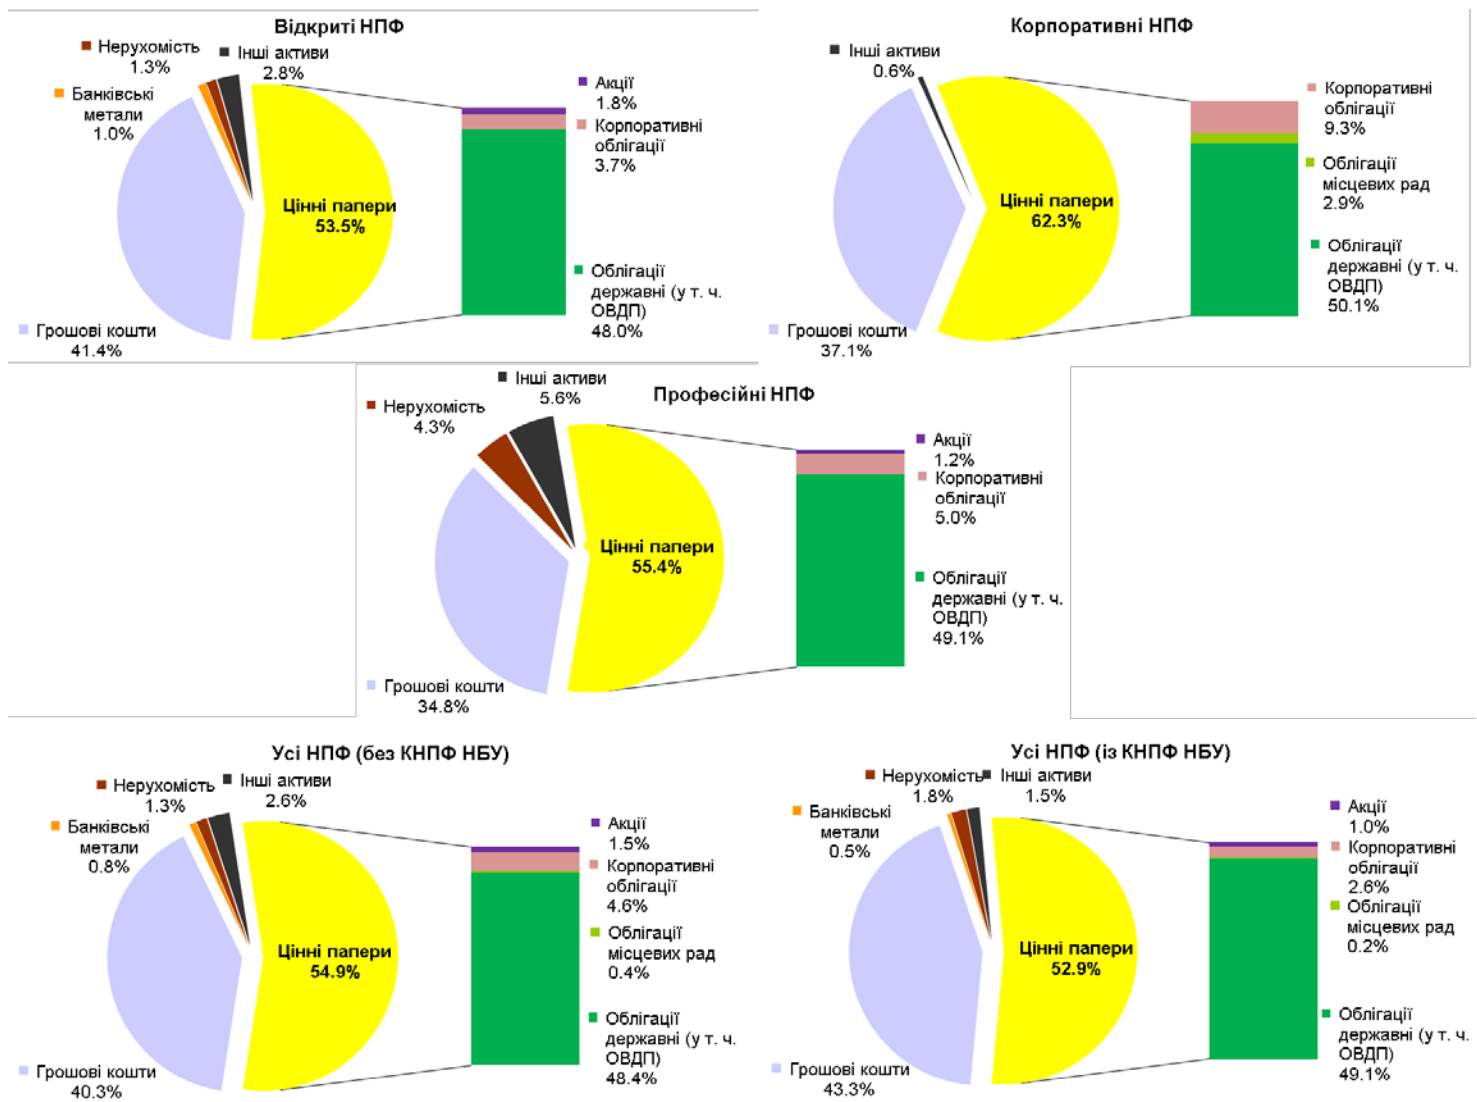 Відкриті НПФ
Нерухомість
1.3%
Інші активи
2.8%
Банківські
метали
1.0%
Цінні папери
53.5%
Грошові кошти
41.4%
Акції
1.8%
Корпоративні
облігації
3.7%
Облігації
державні (у т. ч.
ОВДП)
48.0%
Корпоративні НПФ
Інші активи
0.6%
Цінні папери
62.3%
Грошові кошти
37.1%
Корпоративні
облігації
9.3%
Облігації
місцевих рад
2.9%
Облігації
державні (у т. ч.
ОВДП)
50.1%
Професійні НПФ
Інші активи
5.6%
Нерухомість
4.3%
Цінні папери
55.4%
Грошові кошти
34.8%
Акції
1.2%
Корпоративні
облігації
5.0%
Облігації
державні (у т. ч.
ОВДП)
49.1%
Усі НПФ (без КНПФ НБУ)
Нерухомість
1.3%
Інші активи
2.6%
Банківські
метали
0.8%
Цінні папери
54.9%
Грошові кошти
40.3%
Акції
1.5%
Корпоративні
облігації
4.6%
Облігації
місцевих рад
0.4%
Облігації
державні (у т. ч.
ОВДП)
48.4%
Усі НПФ (із КНПФ НБУ)
Нерухомість
1.8%
Інші активи
1.5%
Банківські
метали
0.5%
Цінні папери
52.9%
Грошові кошти
43.3%
Акції
1.0%
Корпоративні
облігації
2.6%
Облігації
місцевих рад
0.2%
Облігації
державні (у т. ч.
ОВДП)
49.1%